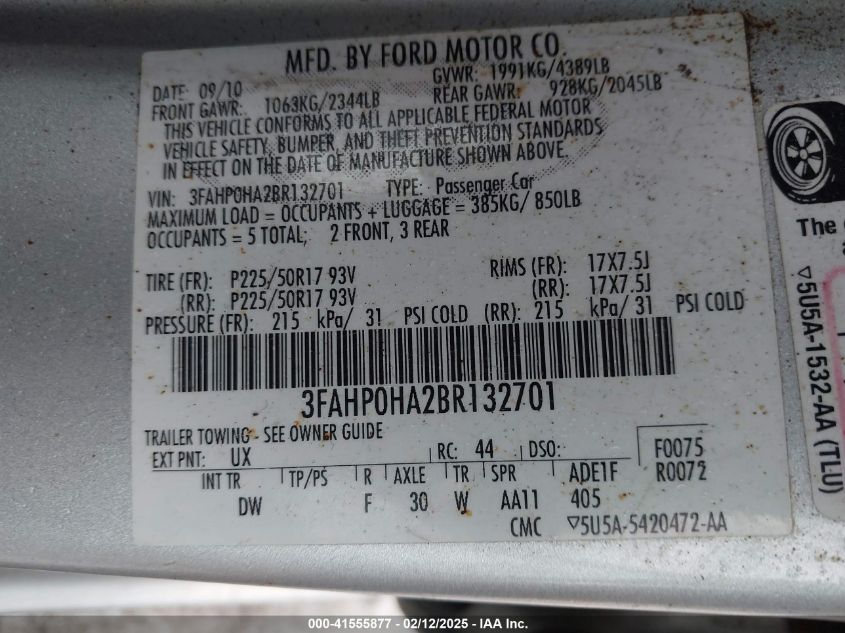 MFD. BY FORD MOTOR CO.
DATE: 09/10 GVWR: 1991KG/4389LB
FRONT GAWR: 1063KG/2344LB REAR GAWR: 928KG/2045LB
THIS VEHICLE CONFORMS TO ALL APPLICABLE FEDERAL MOTOR
VEHICLE SAFETY, BUMPER, AND THEFT PREVENTION STANDARDS
IN EFFECT ON THE DATE OF MANUFACTURE SHOWN ABOVE.
VIN: 3FAHP0HA2BR132701 TYPE: Passenger Car
MAXIMUM LOAD = OCCUPANTS + LUGGAGE = 385KG/ 850LB
OCCUPANTS = 5 TOTAL; 2 FRONT, 3 REAR
TIRE (FR): P225/50R17 93V RIMS (FR): 17X7.5J
(RR): P225/50R17 93V (RR): 17X7.5J
PRESSURE (FR): 215 kPa/ 31 PSI COLD (RR): 215 kPa/ 31 PSI COLD
3FAHP0HA2BR132701
TRAILER TOWING - SEE OWNER GUIDE
EXT PNT: UX RC: 44 DSO: F0075
INT TR TP/PS R AXLE TR SPR ADE1F R0072
DW F 30 W AA11 405
CMC ▽5U5A-5420472-AA
The
▽5U5A-1532-AA (TLU)
000-41555877 - 02/12/2025 - IAA Inc.